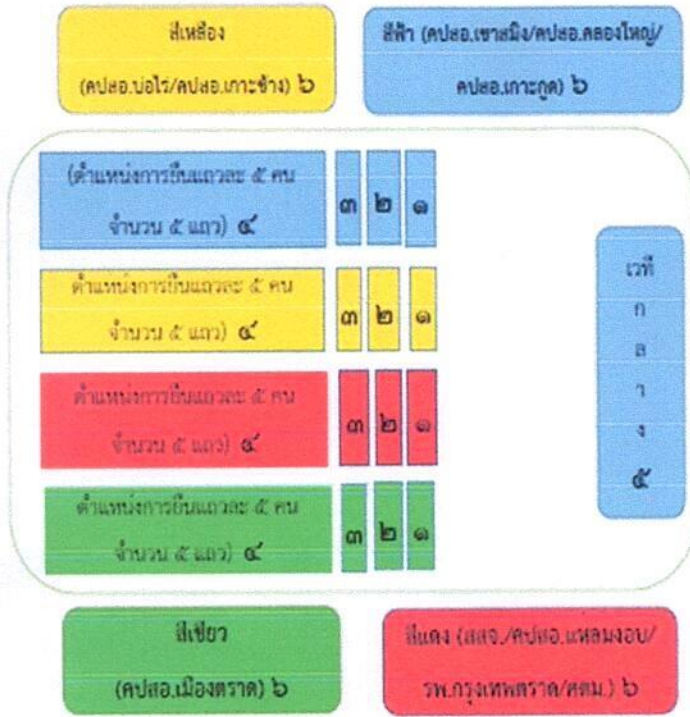 สีเหลือง
(คปสอ.บ่อไร่/คปสอ.เกาะช้าง) ๖
สีฟ้า (คปสอ.เขาสมิง/คปสอ.คลองใหญ่/
คปสอ.เกาะกูด) ๖
(ตำแหน่งการยืนแถวละ ๕ คน
จำนวน ๕ แถว) ๔
๓ ๒ ๑
ตำแหน่งการยืนแถวละ ๕ คน
จำนวน ๕ แถว) ๔
๓ ๒ ๑
ตำแหน่งการยืนแถวละ ๕ คน
จำนวน ๕ แถว) ๔
๓ ๒ ๑
ตำแหน่งการยืนแถวละ ๕ คน
จำนวน ๕ แถว) ๔
๓ ๒ ๑
เวที
ก
ล
า
ง
๕
สีเขียว
(คปสอ.เมืองตราด) ๖
สีแดง (สสจ./คปสอ.แหลมงอบ/
รพ.กรุงเทพตราด/ศตม.) ๖